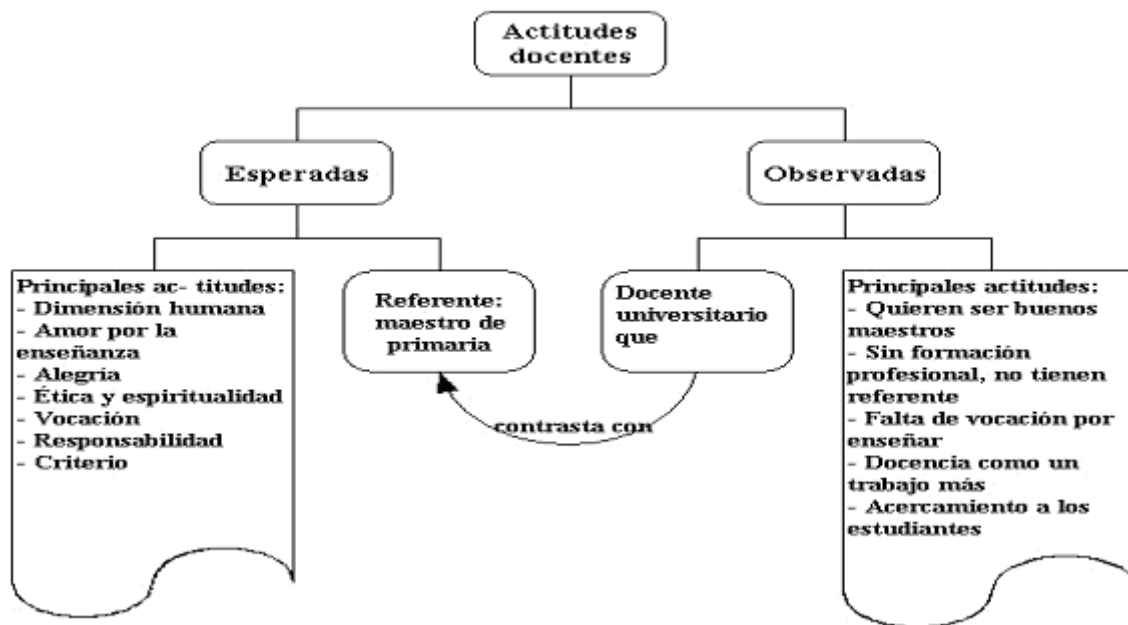 Actitudes
docentes
Esperadas
Observadas
Principales ac- titudes:
- Dimensión humana
- Amor por la
enseñanza
- Alegría
- Ética y espiritualidad
- Vocación
- Responsabilidad
- Criterio
Referente:
maestro de
primaria
Docente
universitario
que
contrasta con
Principales actitudes:
- Quieren ser buenos
maestros
- Sin formación
profesional, no tienen
referente
- Falta de vocación por
enseñar
- Docencia como un
trabajo más
- Acercamiento a los
estudiantes